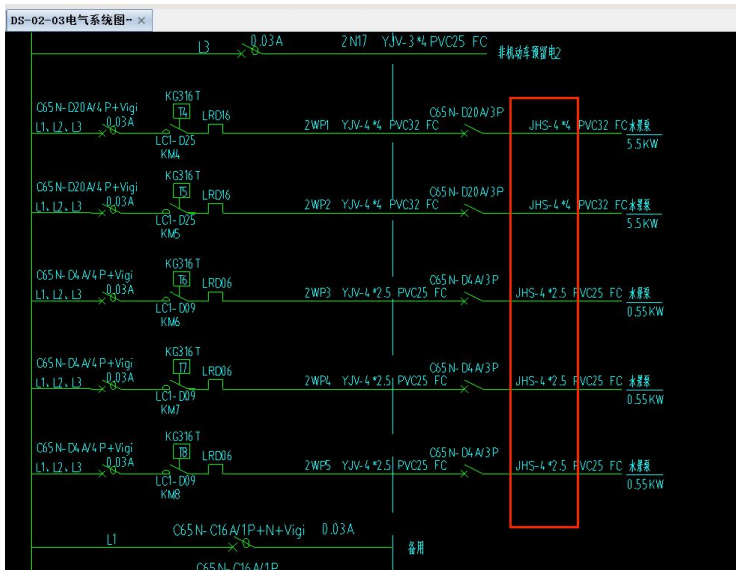 DS-02-03电气系统图-- ×
L3 0.03A 2N17 YJV-3*4 PVC25 FC 非机动车预留电2
KG316T
C65N-D20A/4P+Vigi T4 LRD16 C65N-D20A/3P
L1、L2、L3 0.03A 2WP1 YJV-4*4 PVC32 FC JHS-4*4 PVC32 FC 水景泵
LC1-D25 5.5KW
KM4
KG316T
C65N-D20A/4P+Vigi T5 LRD16 C65N-D20A/3P
L1、L2、L3 0.03A 2WP2 YJV-4*4 PVC32 FC JHS-4*4 PVC32 FC 水景泵
LC1-D25 5.5KW
KM5
KG316T
C65N-D4A/4P+Vigi T6 LRD06 C65N-D4A/3P
L1、L2、L3 0.03A 2WP3 YJV-4*2.5 PVC25 FC JHS-4*2.5 PVC25 FC 水景泵
LC1-D09 0.55KW
KM6
KG316T
C65N-D4A/4P+Vigi T7 LRD06 C65N-D4A/3P
L1、L2、L3 0.03A 2WP4 YJV-4*2.5 PVC25 FC JHS-4*2.5 PVC25 FC 水景泵
LC1-D09 0.55KW
KM7
KG316T
C65N-D4A/4P+Vigi T8 LRD06 C65N-D4A/3P
L1、L2、L3 0.03A 2WP5 YJV-4*2.5 PVC25 FC JHS-4*2.5 PVC25 FC 水景泵
LC1-D09 0.55KW
KM8
C65N-C16A/1P+N+Vigi 0.03A
L1 备用
C65N-C16A/1P